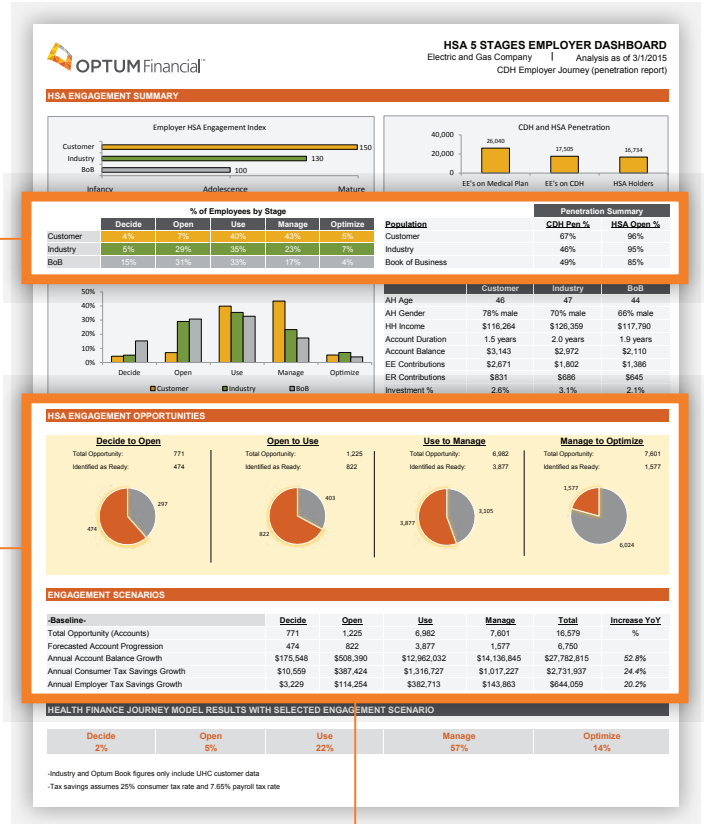 OPTUM Financial™
HSA 5 STAGES EMPLOYER DASHBOARD
Electric and Gas Company | Analysis as of 3/1/2015
CDH Employer Journey (penetration report)
HSA ENGAGEMENT SUMMARY
Employer HSA Engagement Index
Customer 150
Industry 130
BoB 100
Infancy Adolescence Mature
CDH and HSA Penetration
40,000
20,000
0
26,040 17,505 16,734
EE's on Medical Plan EE's on CDH HSA Holders
% of Employees by Stage
Decide Open Use Manage Optimize
Customer 4% 7% 40% 43% 5%
Industry 5% 29% 35% 23% 7%
BoB 15% 31% 33% 17% 4%
Penetration Summary
Population CDH Pen % HSA Open %
Customer 67% 96%
Industry 46% 95%
Book of Business 49% 85%
50%
40%
30%
20%
10%
0%
Decide Open Use Manage Optimize
Customer Industry BoB
Customer Industry BoB
AH Age 46 47 44
AH Gender 78% male 70% male 66% male
HH Income $116,264 $126,359 $117,790
Account Duration 1.5 years 2.0 years 1.9 years
Account Balance $3,143 $2,972 $2,110
EE Contributions $2,671 $1,802 $1,386
ER Contributions $831 $686 $645
Investment % 2.6% 3.1% 2.1%
HSA ENGAGEMENT OPPORTUNITIES
Decide to Open
Total Opportunity: 771
Identified as Ready: 474
297
474
Open to Use
Total Opportunity: 1,225
Identified as Ready: 822
403
822
Use to Manage
Total Opportunity: 6,982
Identified as Ready: 3,877
3,105
3,877
Manage to Optimize
Total Opportunity: 7,601
Identified as Ready: 1,577
1,577
6,024
ENGAGEMENT SCENARIOS
-Baseline- Decide Open Use Manage Total Increase YoY
Total Opportunity (Accounts) 771 1,225 6,982 7,601 16,579 %
Forecasted Account Progression 474 822 3,877 1,577 6,750
Annual Account Balance Growth $175,548 $508,390 $12,962,032 $14,136,845 $27,782,815 52.8%
Annual Consumer Tax Savings Growth $10,559 $387,424 $1,316,727 $1,017,227 $2,731,937 24.4%
Annual Employer Tax Savings Growth $3,229 $114,254 $382,713 $143,863 $644,059 20.2%
HEALTH FINANCE JOURNEY MODEL RESULTS WITH SELECTED ENGAGEMENT SCENARIO
Decide Open Use Manage Optimize
2% 5% 22% 57% 14%
-Industry and Optum Book figures only include UHC customer data
-Tax savings assumes 25% consumer tax rate and 7.65% payroll tax rate